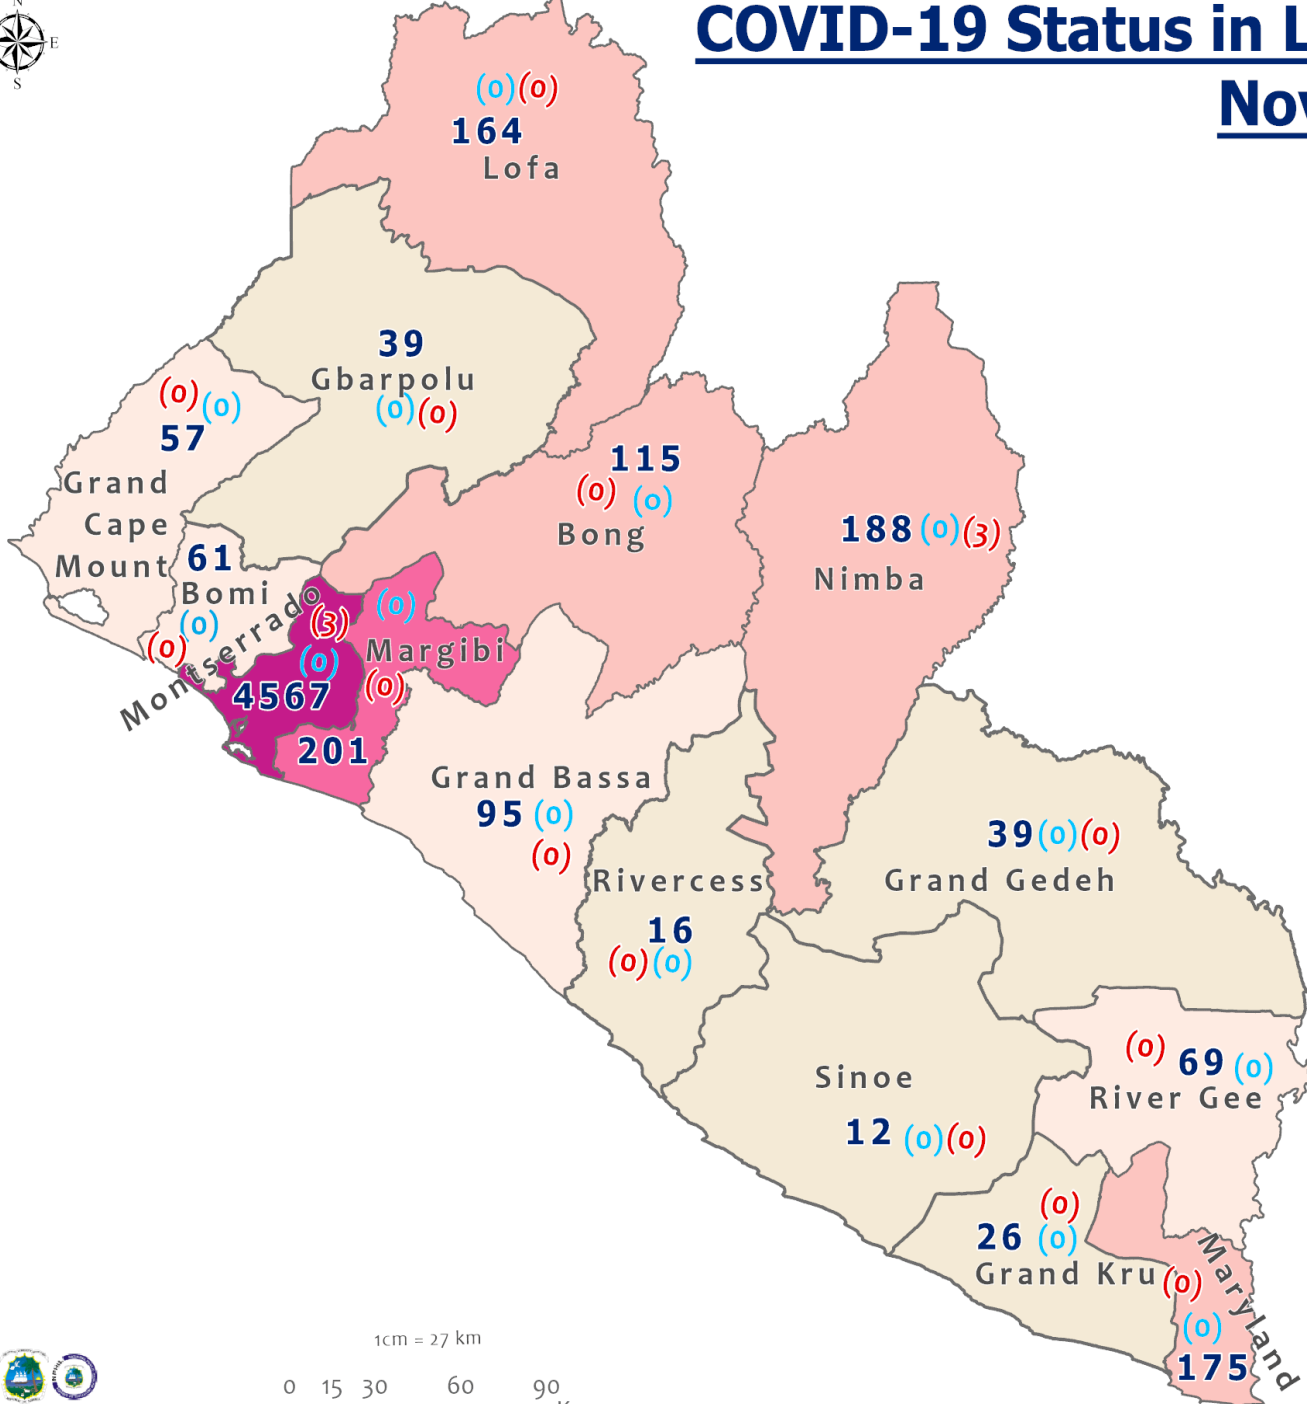 N
E
S
COVID-19 Status in L
Nov
(0)(0)
164
Lofa
39
Gbarpolu
(0)(0)
(0)(0)
57
Grand
Cape
Mount
115
(0) (0)
Bong
188 (0)(3)
Nimba
61
Bomi
(0)
(0)
Montserrado
(3)
(0)
4567
(0)
Margibi
(0)
201
Grand Bassa
95 (0)
(0)
Rivercess
16
(0)(0)
39(0)(0)
Grand Gedeh
Sinoe
12 (0)(0)
(0) 69 (0)
River Gee
(0)
26 (0)
Grand Kru
Maryland
(0)
(0)
175
1cm = 27 km
0 15 30 60 90